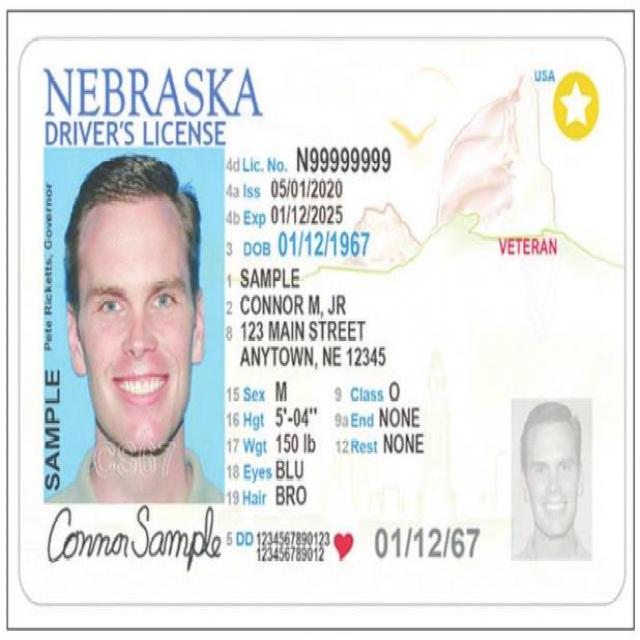 NEBRASKA
USA
DRIVER'S LICENSE
4d Lic. No. N99999999
4a Iss 05/01/2020
4b Exp 01/12/2025
3 DOB 01/12/1967
VETERAN
1 SAMPLE
2 CONNOR M, JR
8 123 MAIN STREET
ANYTOWN, NE 12345
15 Sex M 9 Class O
16 Hgt 5'-04" 9a End NONE
17 Wgt 150 lb 12 Rest NONE
18 Eyes BLU
19 Hair BRO
5 DD 1234567890123
123456789012
01/12/67
Pete Ricketts, Governor
SAMPLE
CS67
Connor Sample